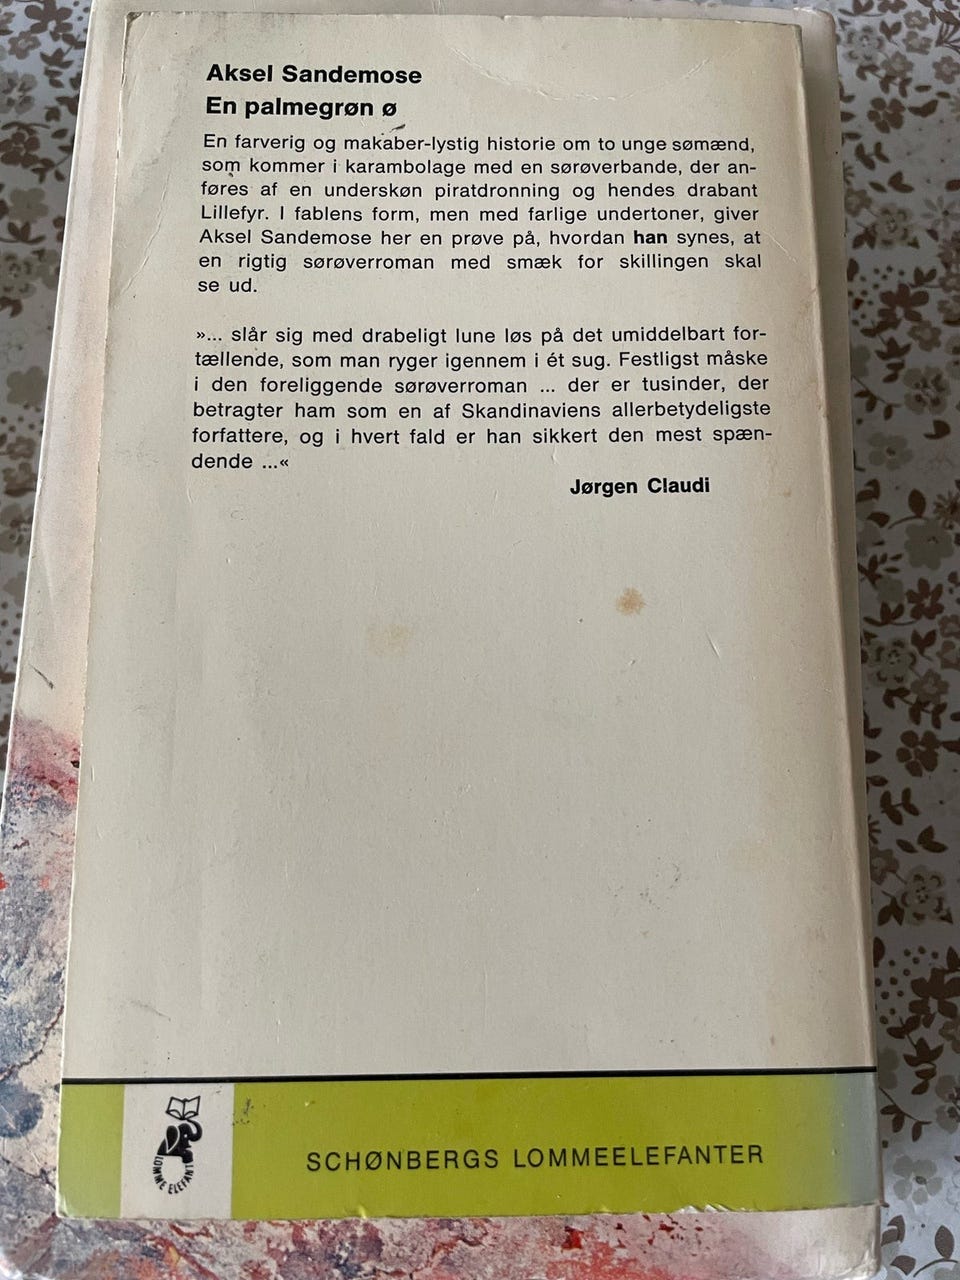 Aksel Sandemose
En palmegrøn ø
En farverig og makaber-lystig historie om to unge sømænd,
som kommer i karambolage med en sørøverbande, der an-
føres af en underskøn piratdronning og hendes drabant
Lillefyr. I fablens form, men med farlige undertoner, giver
Aksel Sandemose her en prøve på, hvordan han synes, at
en rigtig sørøverroman med smæk for skillingen skal
se ud.
»... slår sig med drabeligt lune løs på det umiddelbart for-
tællende, som man ryger igennem i ét sug. Festligst måske
i den foreliggende sørøverroman ... der er tusinder, der
betragter ham som en af Skandinaviens allerbetydeligste
forfattere, og i hvert fald er han sikkert den mest spæn-
dende ...«
Jørgen Claudi
LOMME ELEFANT
SCHØNBERGS LOMMEELEFANTER